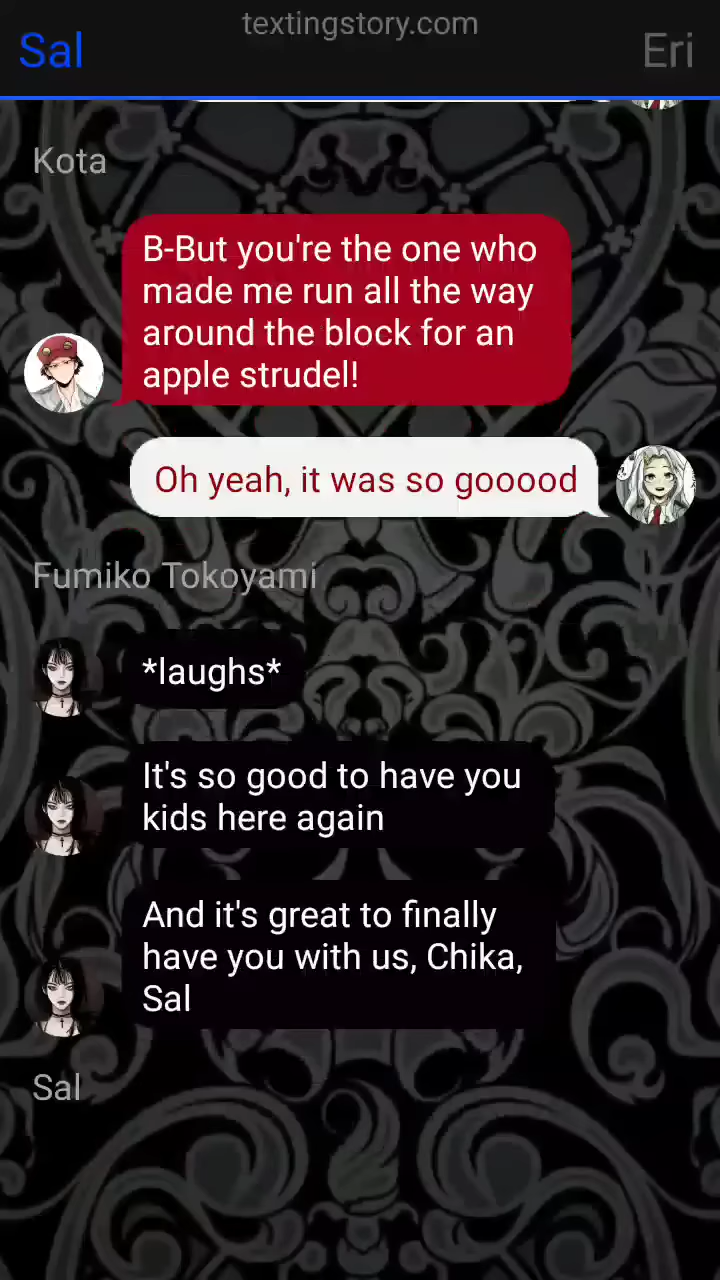 textingstory.com
Sal
Eri
Kota
B-But you're the one who
made me run all the way
around the block for an
apple strudel!
Oh yeah, it was so gooood
Fumiko Tokoyami
*laughs*
It's so good to have you
kids here again
And it's great to finally
have you with us, Chika,
Sal
Sal